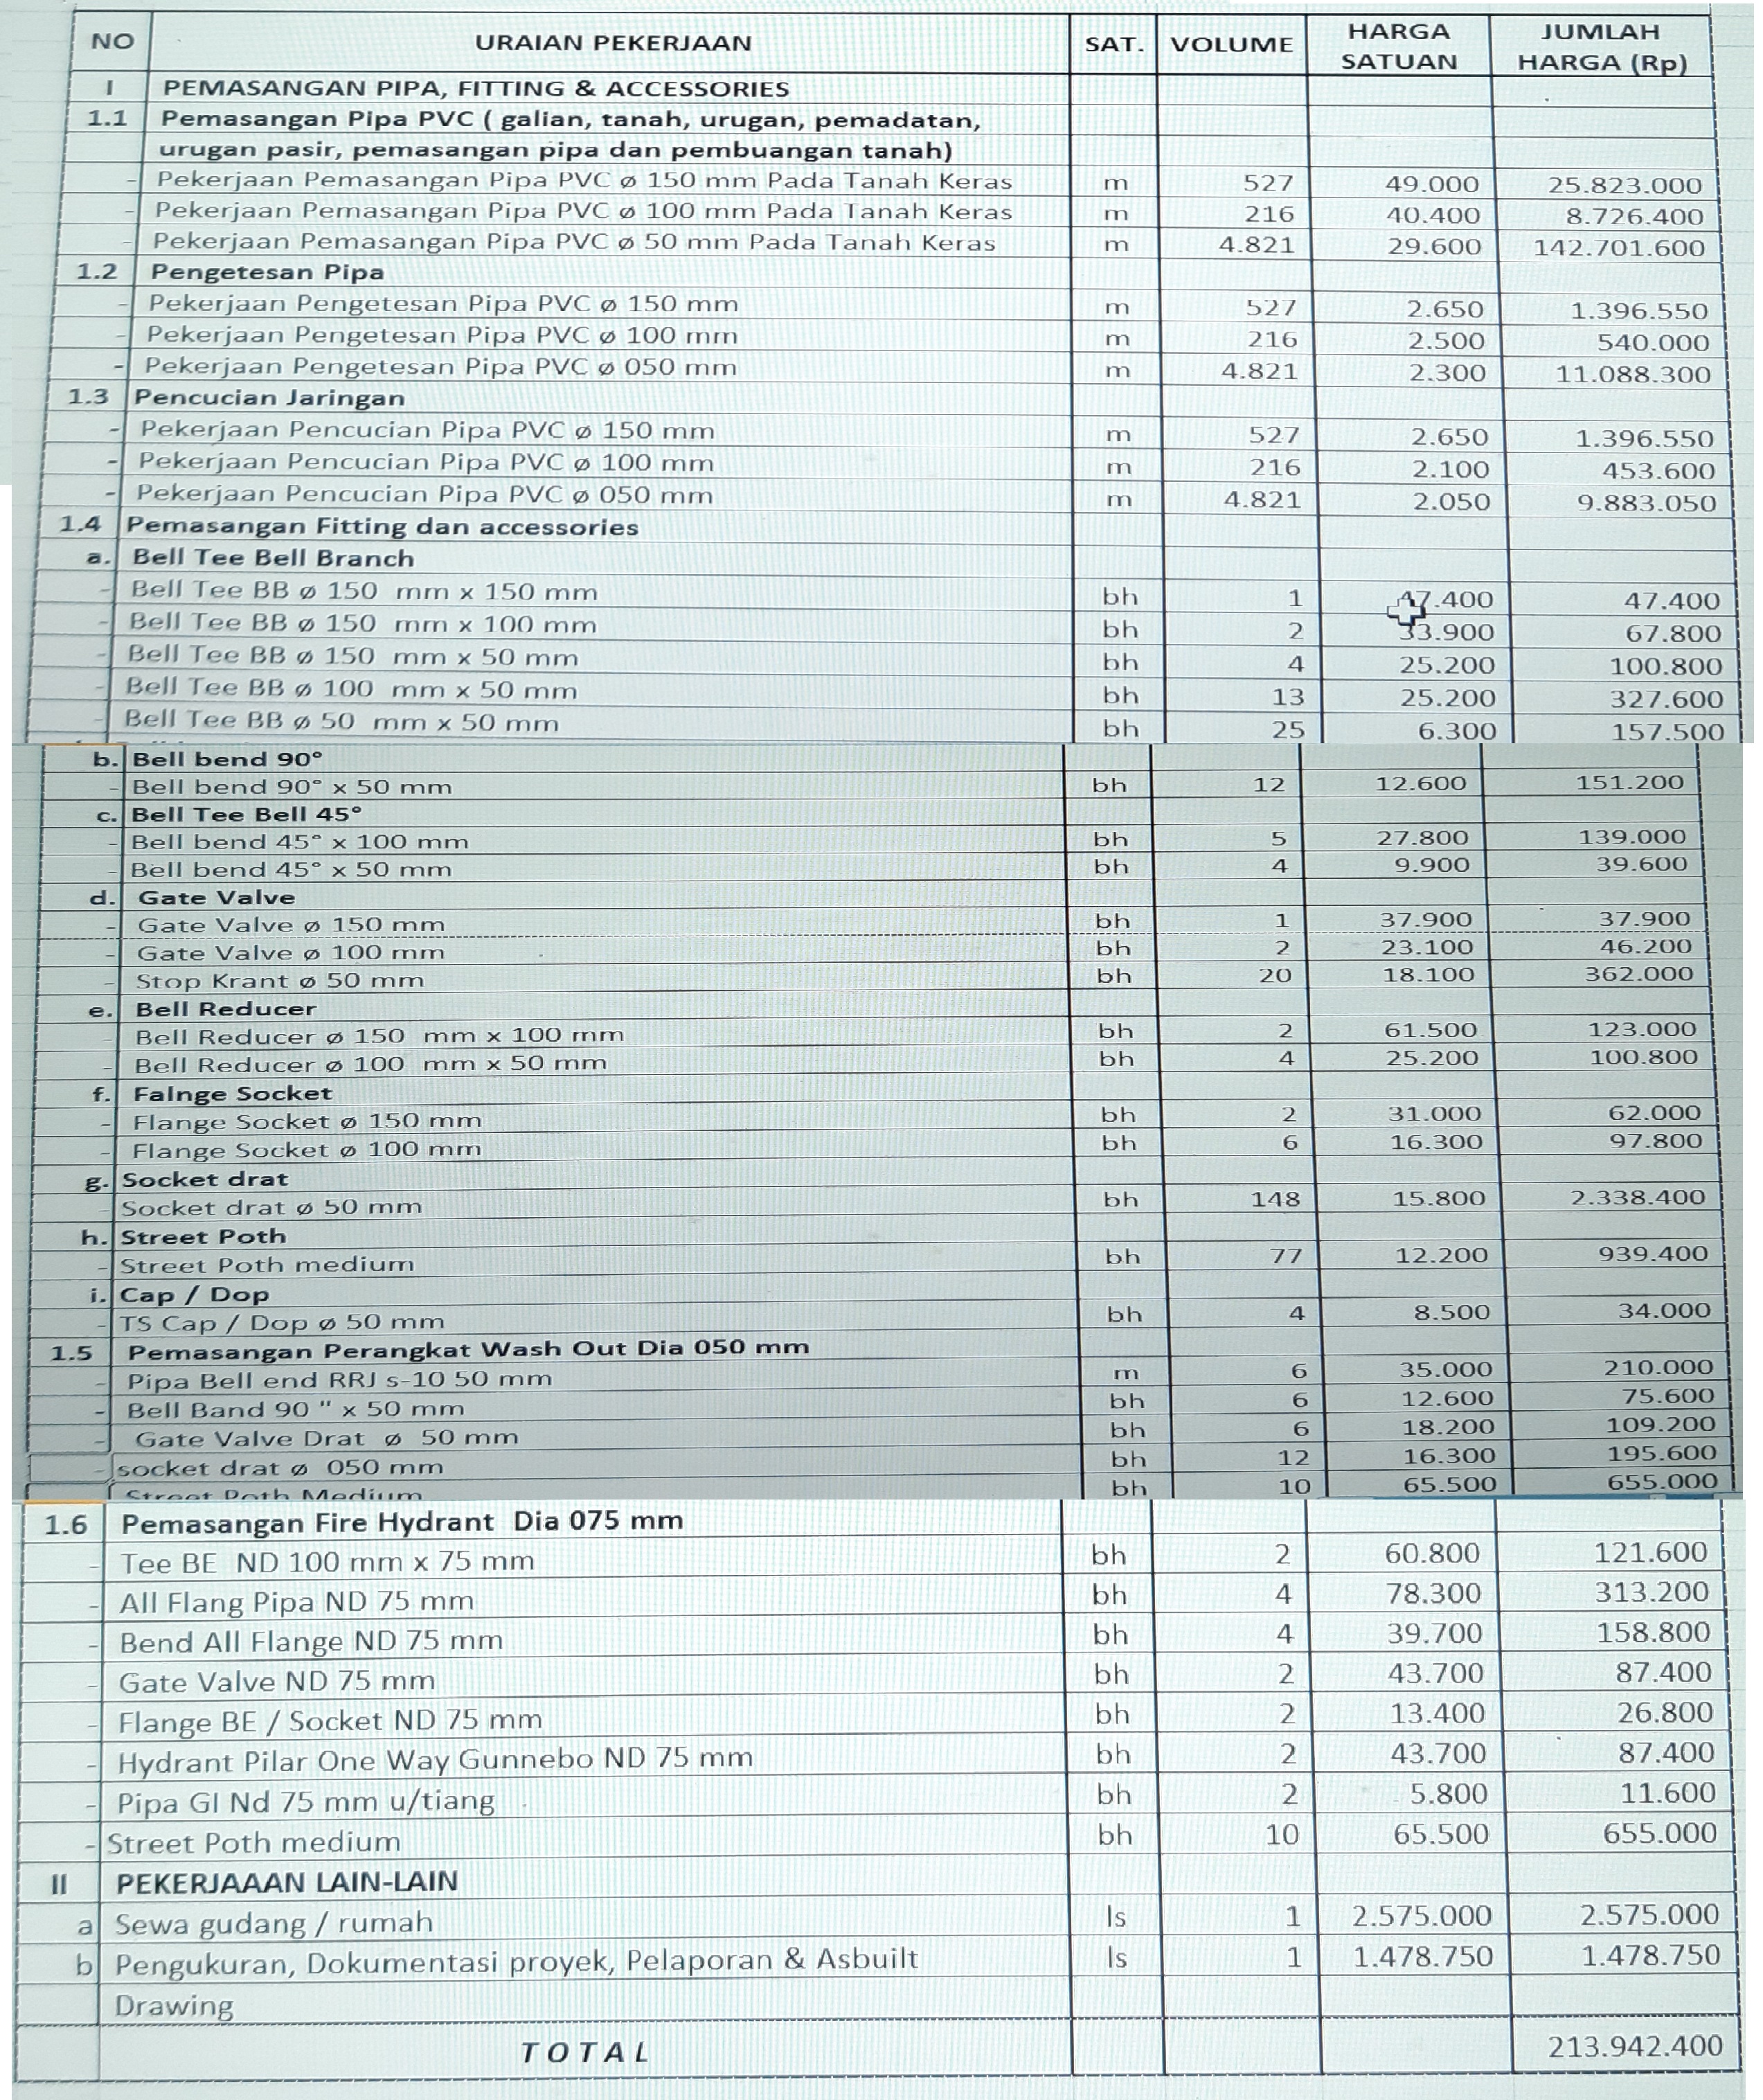 NO URAIAN PEKERJAAN SAT. VOLUME HARGA SATUAN JUMLAH HARGA (Rp)
I PEMASANGAN PIPA, FITTING & ACCESSORIES
1.1 Pemasangan Pipa PVC ( galian, tanah, urugan, pemadatan,
urugan pasir, pemasangan pipa dan pembuangan tanah)
- Pekerjaan Pemasangan Pipa PVC ø 150 mm Pada Tanah Keras m 527 49.000 25.823.000
- Pekerjaan Pemasangan Pipa PVC ø 100 mm Pada Tanah Keras m 216 40.400 8.726.400
- Pekerjaan Pemasangan Pipa PVC ø 50 mm Pada Tanah Keras m 4.821 29.600 142.701.600
1.2 Pengetesan Pipa
- Pekerjaan Pengetesan Pipa PVC ø 150 mm m 527 2.650 1.396.550
- Pekerjaan Pengetesan Pipa PVC ø 100 mm m 216 2.500 540.000
- Pekerjaan Pengetesan Pipa PVC ø 050 mm m 4.821 2.300 11.088.300
1.3 Pencucian Jaringan
- Pekerjaan Pencucian Pipa PVC ø 150 mm m 527 2.650 1.396.550
- Pekerjaan Pencucian Pipa PVC ø 100 mm m 216 2.100 453.600
- Pekerjaan Pencucian Pipa PVC ø 050 mm m 4.821 2.050 9.883.050
1.4 Pemasangan Fitting dan accessories
a. Bell Tee Bell Branch
- Bell Tee BB ø 150 mm x 150 mm bh 1 47.400 47.400
- Bell Tee BB ø 150 mm x 100 mm bh 2 33.900 67.800
- Bell Tee BB ø 150 mm x 50 mm bh 4 25.200 100.800
- Bell Tee BB ø 100 mm x 50 mm bh 13 25.200 327.600
- Bell Tee BB ø 50 mm x 50 mm bh 25 6.300 157.500
b. Bell bend 90°
- Bell bend 90° x 50 mm bh 12 12.600 151.200
c. Bell Tee Bell 45°
- Bell bend 45° x 100 mm bh 5 27.800 139.000
- Bell bend 45° x 50 mm bh 4 9.900 39.600
d. Gate Valve
- Gate Valve ø 150 mm bh 1 37.900 37.900
- Gate Valve ø 100 mm bh 2 23.100 46.200
- Stop Krant ø 50 mm bh 20 18.100 362.000
e. Bell Reducer
- Bell Reducer ø 150 mm x 100 mm bh 2 61.500 123.000
- Bell Reducer ø 100 mm x 50 mm bh 4 25.200 100.800
f. Falnge Socket
- Flange Socket ø 150 mm bh 2 31.000 62.000
- Flange Socket ø 100 mm bh 6 16.300 97.800
g. Socket drat
- Socket drat ø 50 mm bh 148 15.800 2.338.400
h. Street Poth
- Street Poth medium bh 77 12.200 939.400
i. Cap / Dop
- TS Cap / Dop ø 50 mm bh 4 8.500 34.000
1.5 Pemasangan Perangkat Wash Out Dia 050 mm
- Pipa Bell end RRJ s-10 50 mm m 6 35.000 210.000
- Bell Band 90 " x 50 mm bh 6 12.600 75.600
- Gate Valve Drat ø 50 mm bh 6 18.200 109.200
- socket drat ø 050 mm bh 12 16.300 195.600
Street Poth Medium bh 10 65.500 655.000
1.6 Pemasangan Fire Hydrant Dia 075 mm
- Tee BE ND 100 mm x 75 mm bh 2 60.800 121.600
- All Flang Pipa ND 75 mm bh 4 78.300 313.200
- Bend All Flange ND 75 mm bh 4 39.700 158.800
- Gate Valve ND 75 mm bh 2 43.700 87.400
- Flange BE / Socket ND 75 mm bh 2 13.400 26.800
- Hydrant Pilar One Way Gunnebo ND 75 mm bh 2 43.700 87.400
- Pipa GI Nd 75 mm u/tiang bh 2 5.800 11.600
- Street Poth medium bh 10 65.500 655.000
II PEKERJAAAN LAIN-LAIN
a Sewa gudang / rumah ls 1 2.575.000 2.575.000
b Pengukuran, Dokumentasi proyek, Pelaporan & Asbuilt ls 1 1.478.750 1.478.750
Drawing
TOTAL 213.942.400